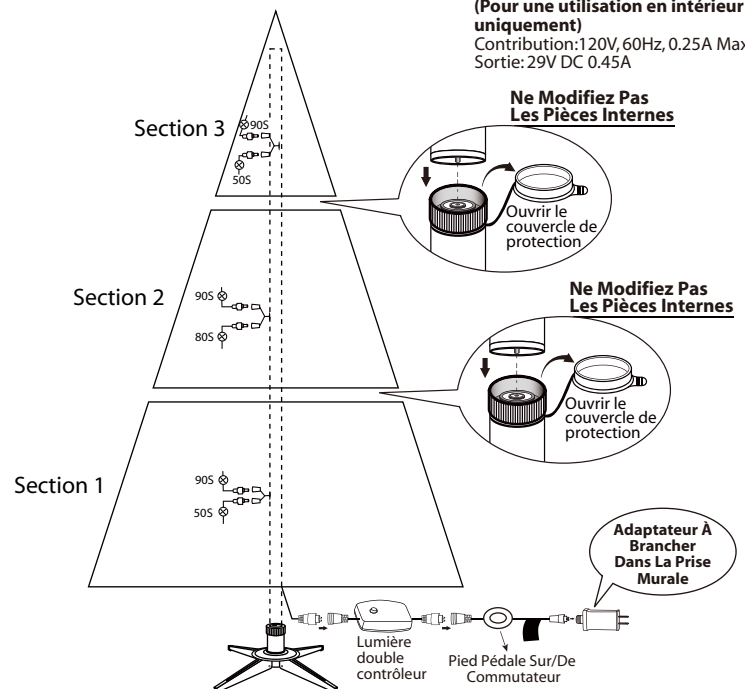 (Pour une utilisation en intérieur
uniquement)
Contribution:120V, 60Hz, 0.25A Max
Sortie: 29V DC 0.45A
Ne Modifiez Pas
Les Pièces Internes
Section 3
90S
50S
Ouvrir le
couvercle de
protection
Section 2
90S
80S
Ne Modifiez Pas
Les Pièces Internes
Ouvrir le
couvercle de
protection
Section 1
90S
50S
Adaptateur À
Brancher
Dans La Prise
Murale
Lumière
double
contrôleur
Pied Pédale Sur/De
Commutateur